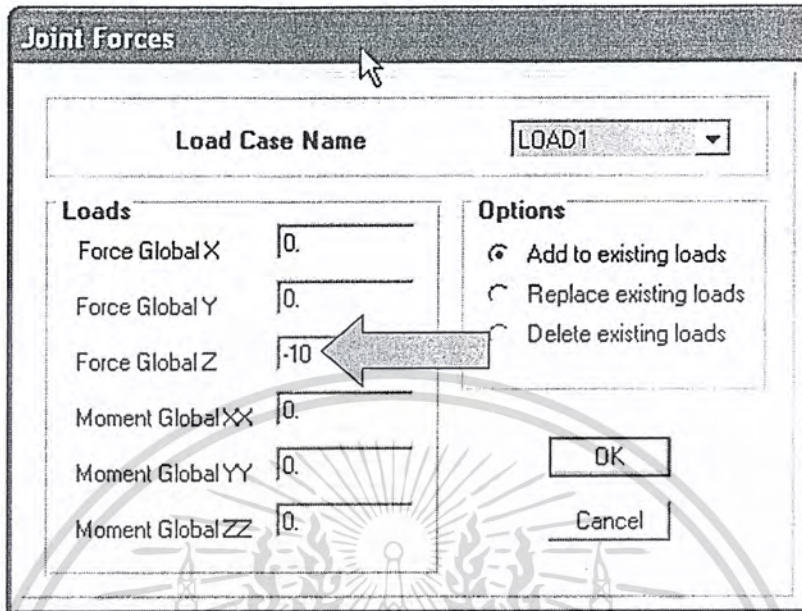 Joint Forces
Load Case Name LOAD1
Loads
Force Global X 0.
Force Global Y 0.
Force Global Z -10
Moment Global XX 0.
Moment Global YY 0.
Moment Global ZZ 0.
Options
Add to existing loads
Replace existing loads
Delete existing loads
OK
Cancel